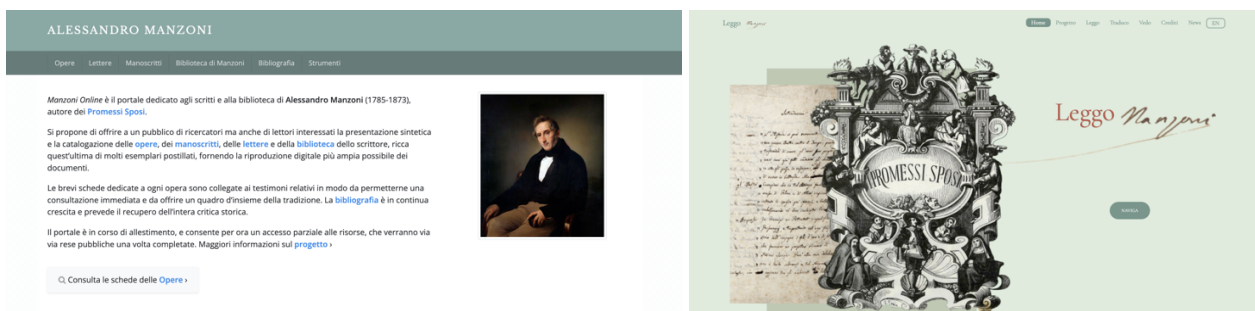 ALESSANDRO MANZONI
Opere Lettere Manoscritti Biblioteca di Manzoni Bibliografia Strumenti
Manzoni Online è il portale dedicato agli scritti e alla biblioteca di Alessandro Manzoni (1785-1873),
autore dei Promessi Sposi.
Si propone di offrire a un pubblico di ricercatori ma anche di lettori interessati la presentazione sintetica
e la catalogazione delle opere, dei manoscritti, delle lettere e della biblioteca dello scrittore, ricca
quest'ultima di molti esemplari postillati, fornendo la riproduzione digitale più ampia possibile dei
documenti.
Le brevi schede dedicate a ogni opera sono collegate ai testimoni relativi in modo da permetterne una
consultazione immediata e da offrire un quadro d'insieme della tradizione. La bibliografia è in continua
crescita e prevede il recupero dell'intera critica storica.
Il portale è in corso di allestimento, e consente per ora un accesso parziale alle risorse, che verranno via
via rese pubbliche una volta completate. Maggiori informazioni sul progetto ›
Consulta le schede delle Opere ›
Leggo Manzoni
Home Progetto Leggo Traduco Vedo Crediti News EN
Leggo Manzoni
PROMESSI SPOSI
NAVIGA